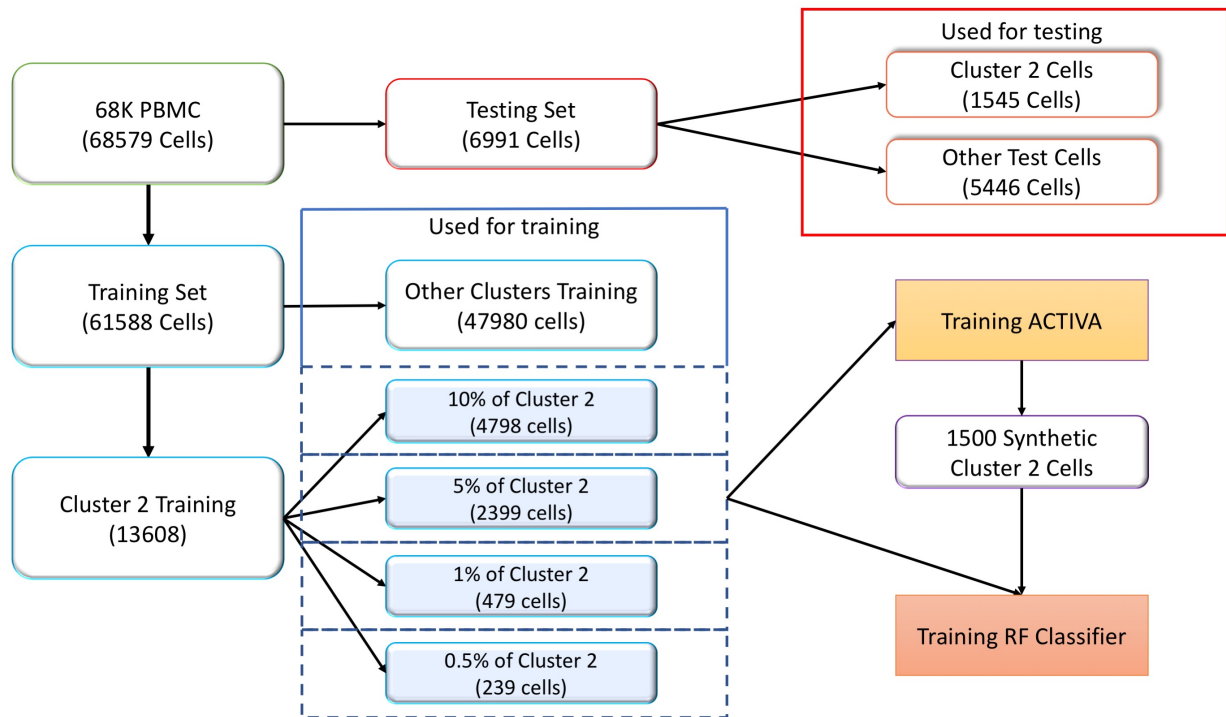 68K PBMC
(68579 Cells)
Testing Set
(6991 Cells)
Used for testing
Cluster 2 Cells
(1545 Cells)
Other Test Cells
(5446 Cells)
Training Set
(61588 Cells)
Used for training
Other Clusters Training
(47980 cells)
Cluster 2 Training
(13608)
10% of Cluster 2
(4798 cells)
5% of Cluster 2
(2399 cells)
1% of Cluster 2
(479 cells)
0.5% of Cluster 2
(239 cells)
Training ACTIVA
1500 Synthetic
Cluster 2 Cells
Training RF Classifier